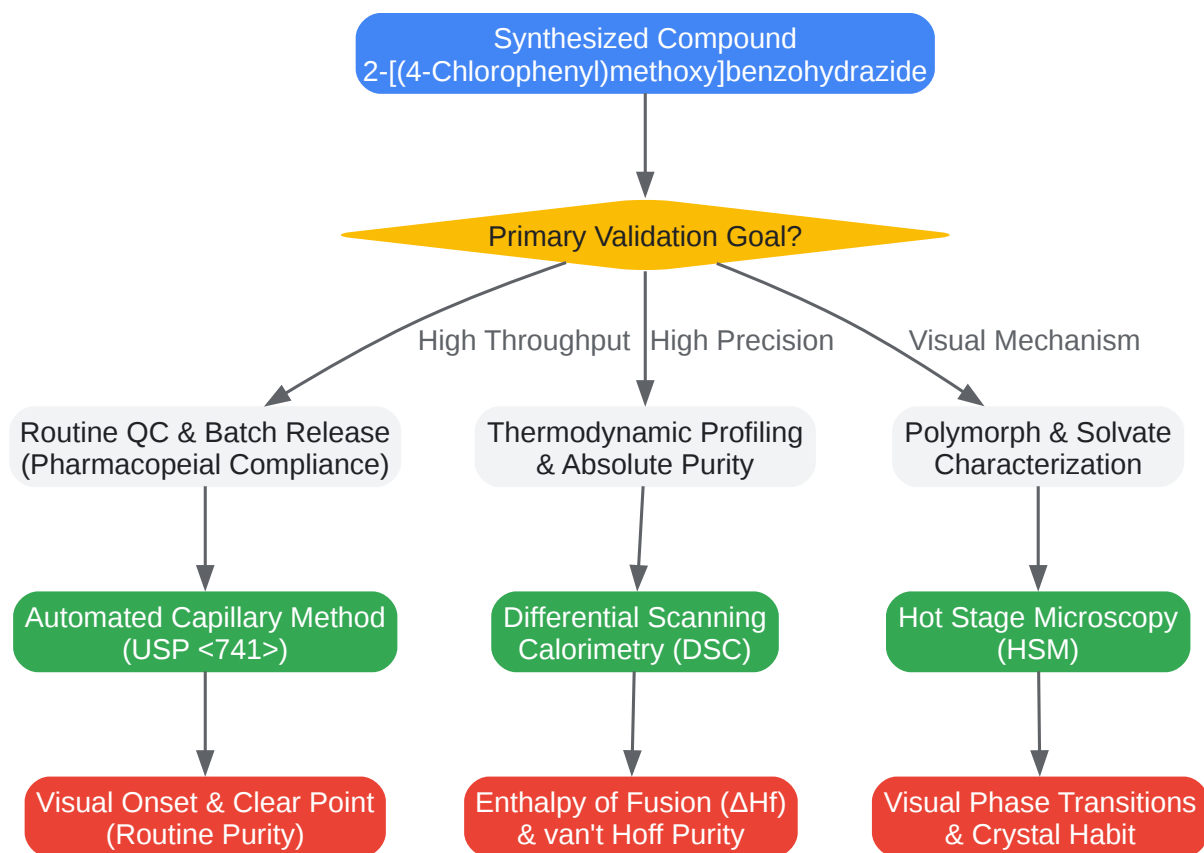 Synthesized Compound
2-[(4-Chlorophenyl)methoxy]benzohydrazide
Primary Validation Goal?
High Throughput
High Precision
Visual Mechanism
Routine QC & Batch Release
(Pharmacopeial Compliance)
Thermodynamic Profiling
& Absolute Purity
Polymorph & Solvate
Characterization
Automated Capillary Method
(USP <741>)
Differential Scanning
Calorimetry (DSC)
Hot Stage Microscopy
(HSM)
Visual Onset & Clear Point
(Routine Purity)
Enthalpy of Fusion (ΔHf)
& van't Hoff Purity
Visual Phase Transitions
& Crystal Habit